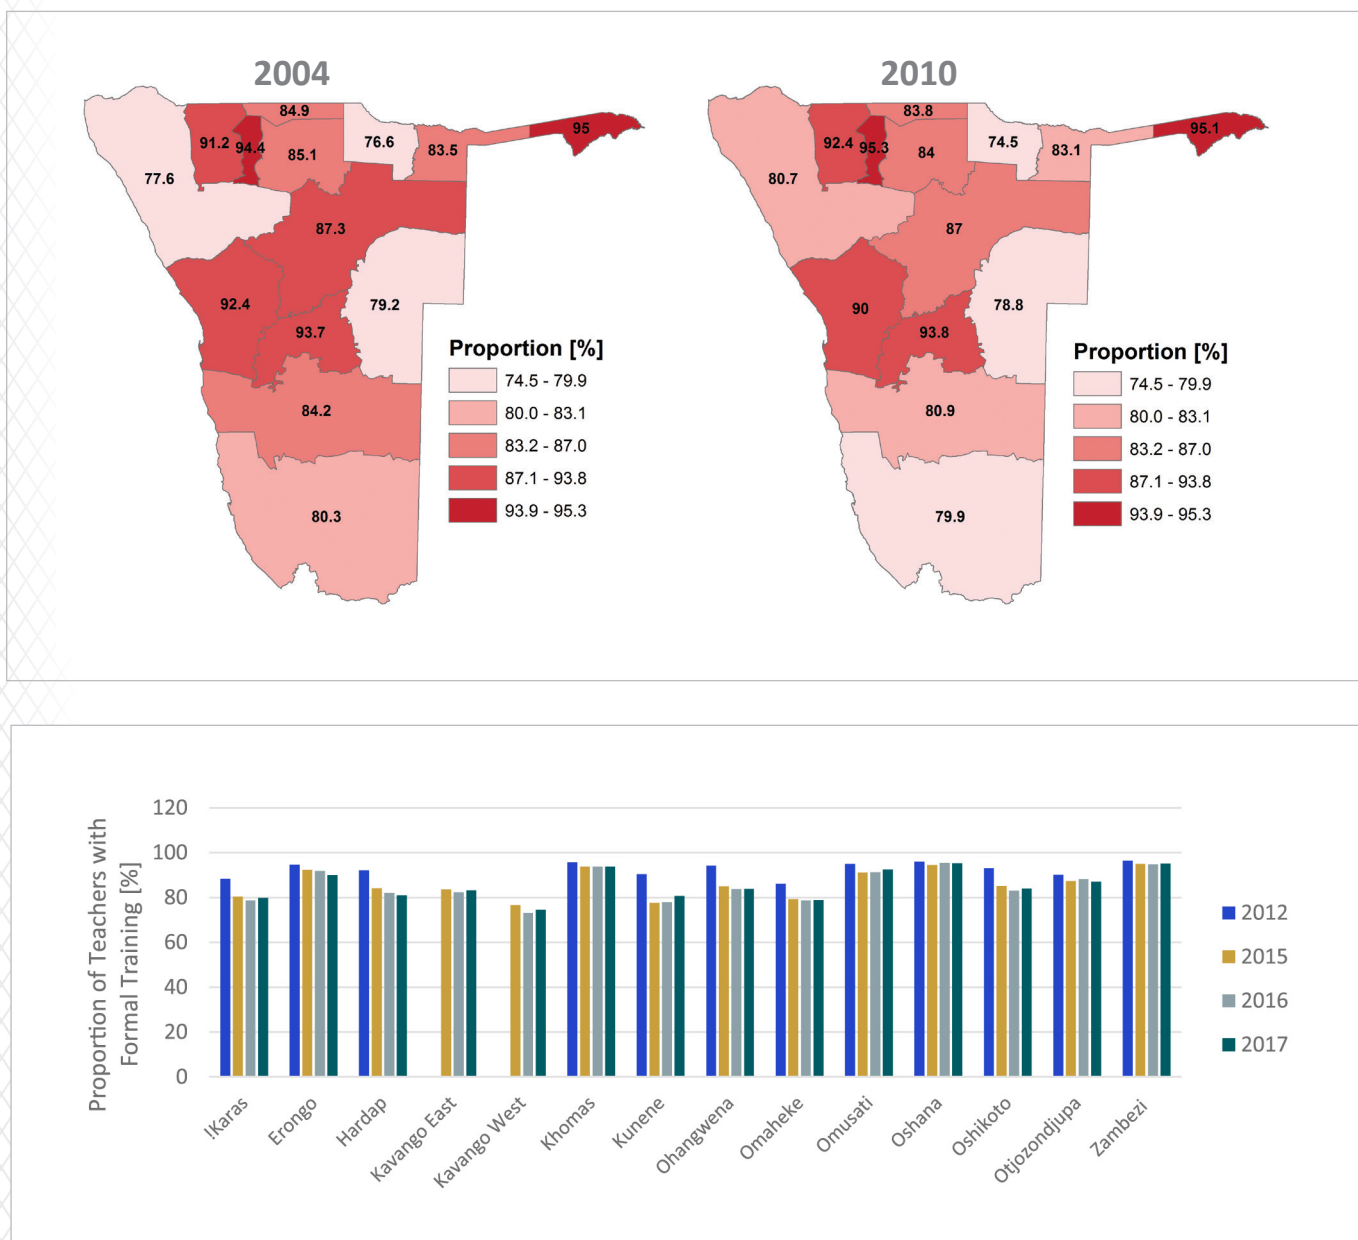 2004
84.9
91.2
94.4
85.1
76.6
83.5
95
77.6
87.3
92.4
79.2
93.7
84.2
80.3
Proportion [%]
74.5 - 79.9
80.0 - 83.1
83.2 - 87.0
87.1 - 93.8
93.9 - 95.3
2010
83.8
92.4
95.3
84
74.5
83.1
95.1
80.7
87
90
78.8
93.8
80.9
79.9
Proportion [%]
74.5 - 79.9
80.0 - 83.1
83.2 - 87.0
87.1 - 93.8
93.9 - 95.3
Proportion of Teachers with
Formal Training [%]
120
100
80
60
40
20
0
!Karas
Erongo
Hardap
Kavango East
Kavango West
Khomas
Kunene
Ohangwena
Omaheke
Omusati
Oshana
Oshikoto
Otjozondjupa
Zambezi
2012
2015
2016
2017